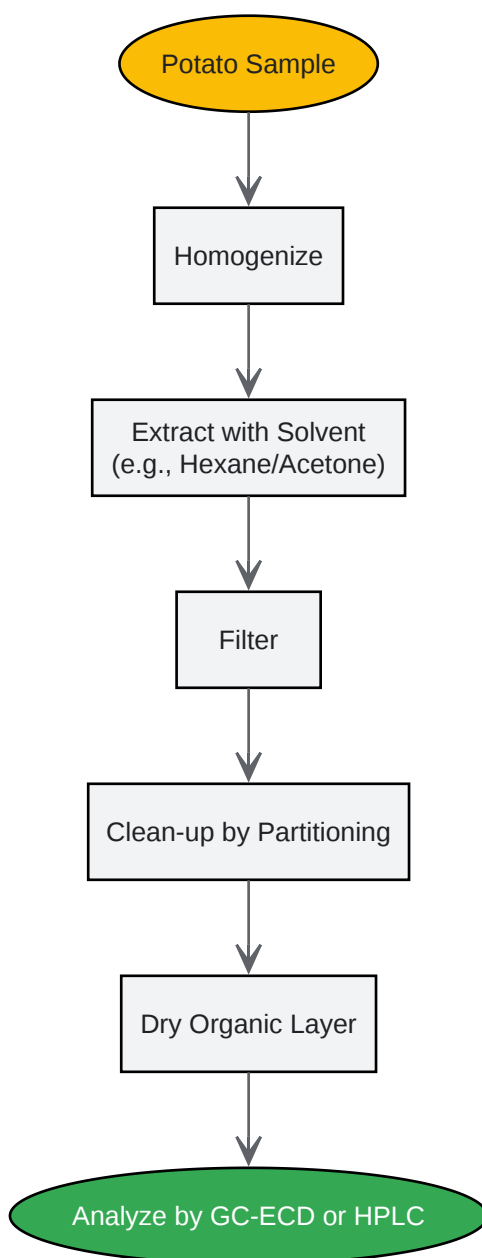 Potato Sample
Homogenize
Extract with Solvent
(e.g., Hexane/Acetone)
Filter
Clean-up by Partitioning
Dry Organic Layer
Analyze by GC-ECD or HPLC